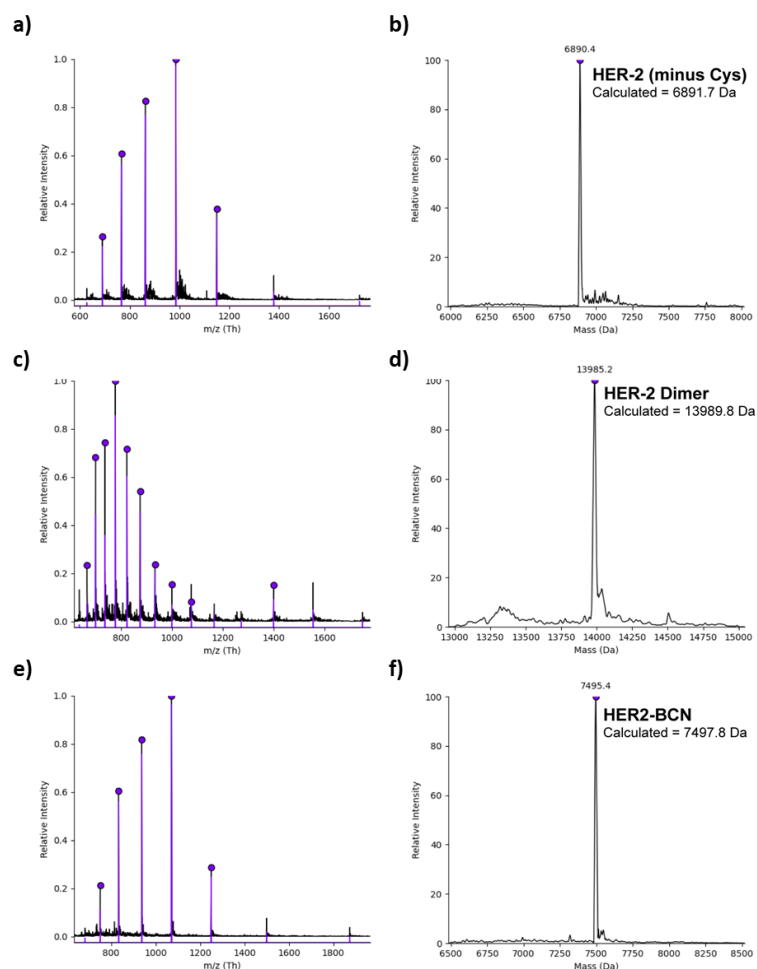 a)
1.0
0.8
0.6
0.4
0.2
0.0
Relative Intensity
600 800 1000 1200 1400 1600
m/z (Th)
b)
6890.4
HER-2 (minus Cys)
Calculated = 6891.7 Da
100
80
60
40
20
0
Relative Intensity
6000 6250 6500 6750 7000 7250 7500 7750 8000
Mass (Da)
c)
1.0
0.8
0.6
0.4
0.2
0.0
Relative Intensity
800 1000 1200 1400 1600
m/z (Th)
d)
13985.2
HER-2 Dimer
Calculated = 13989.8 Da
100
80
60
40
20
0
Relative Intensity
13000 13250 13500 13750 14000 14250 14500 14750 15000
Mass (Da)
e)
1.0
0.8
0.6
0.4
0.2
0.0
Relative Intensity
800 1000 1200 1400 1600 1800
m/z (Th)
f)
7495.4
HER2-BCN
Calculated = 7497.8 Da
100
80
60
40
20
0
Relative Intensity
6500 6750 7000 7250 7500 7750 8000 8250 8500
Mass (Da)